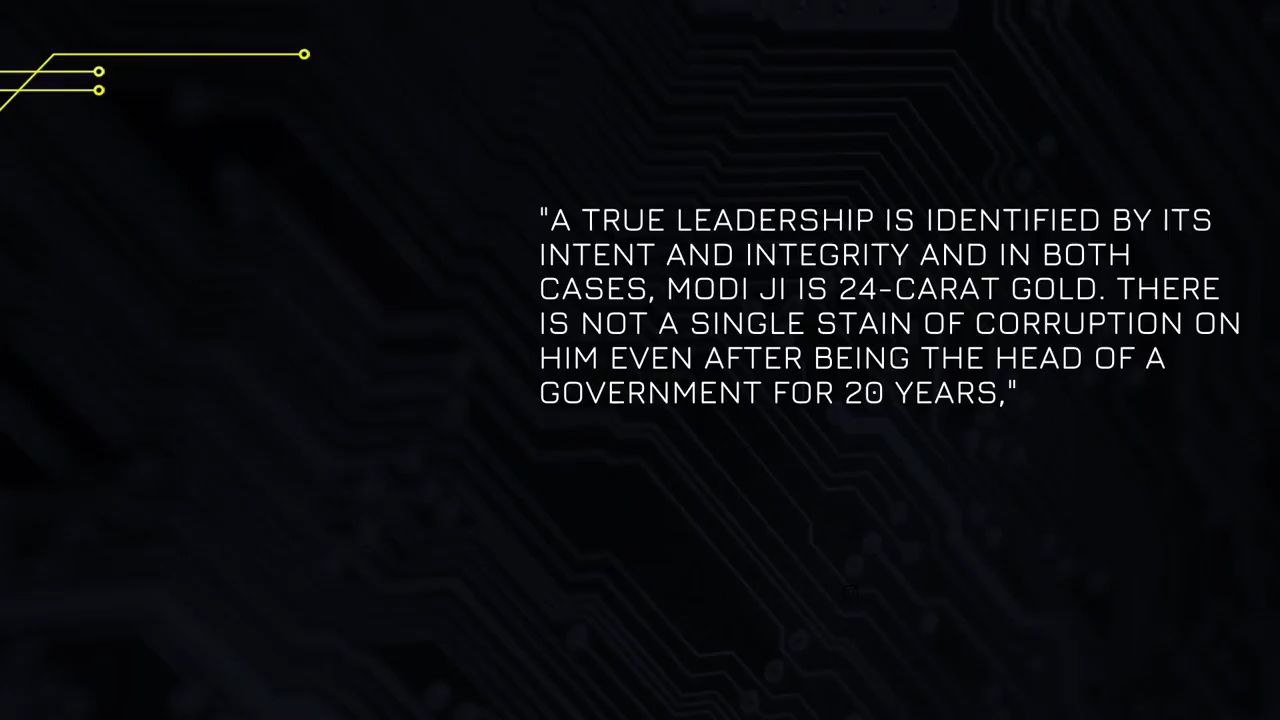 "A TRUE LEADERSHIP IS IDENTIFIED BY ITS
INTENT AND INTEGRITY AND IN BOTH
CASES, MODI JI IS 24-CARAT GOLD. THERE
IS NOT A SINGLE STAIN OF CORRUPTION ON
HIM EVEN AFTER BEING THE HEAD OF A
GOVERNMENT FOR 20 YEARS,"